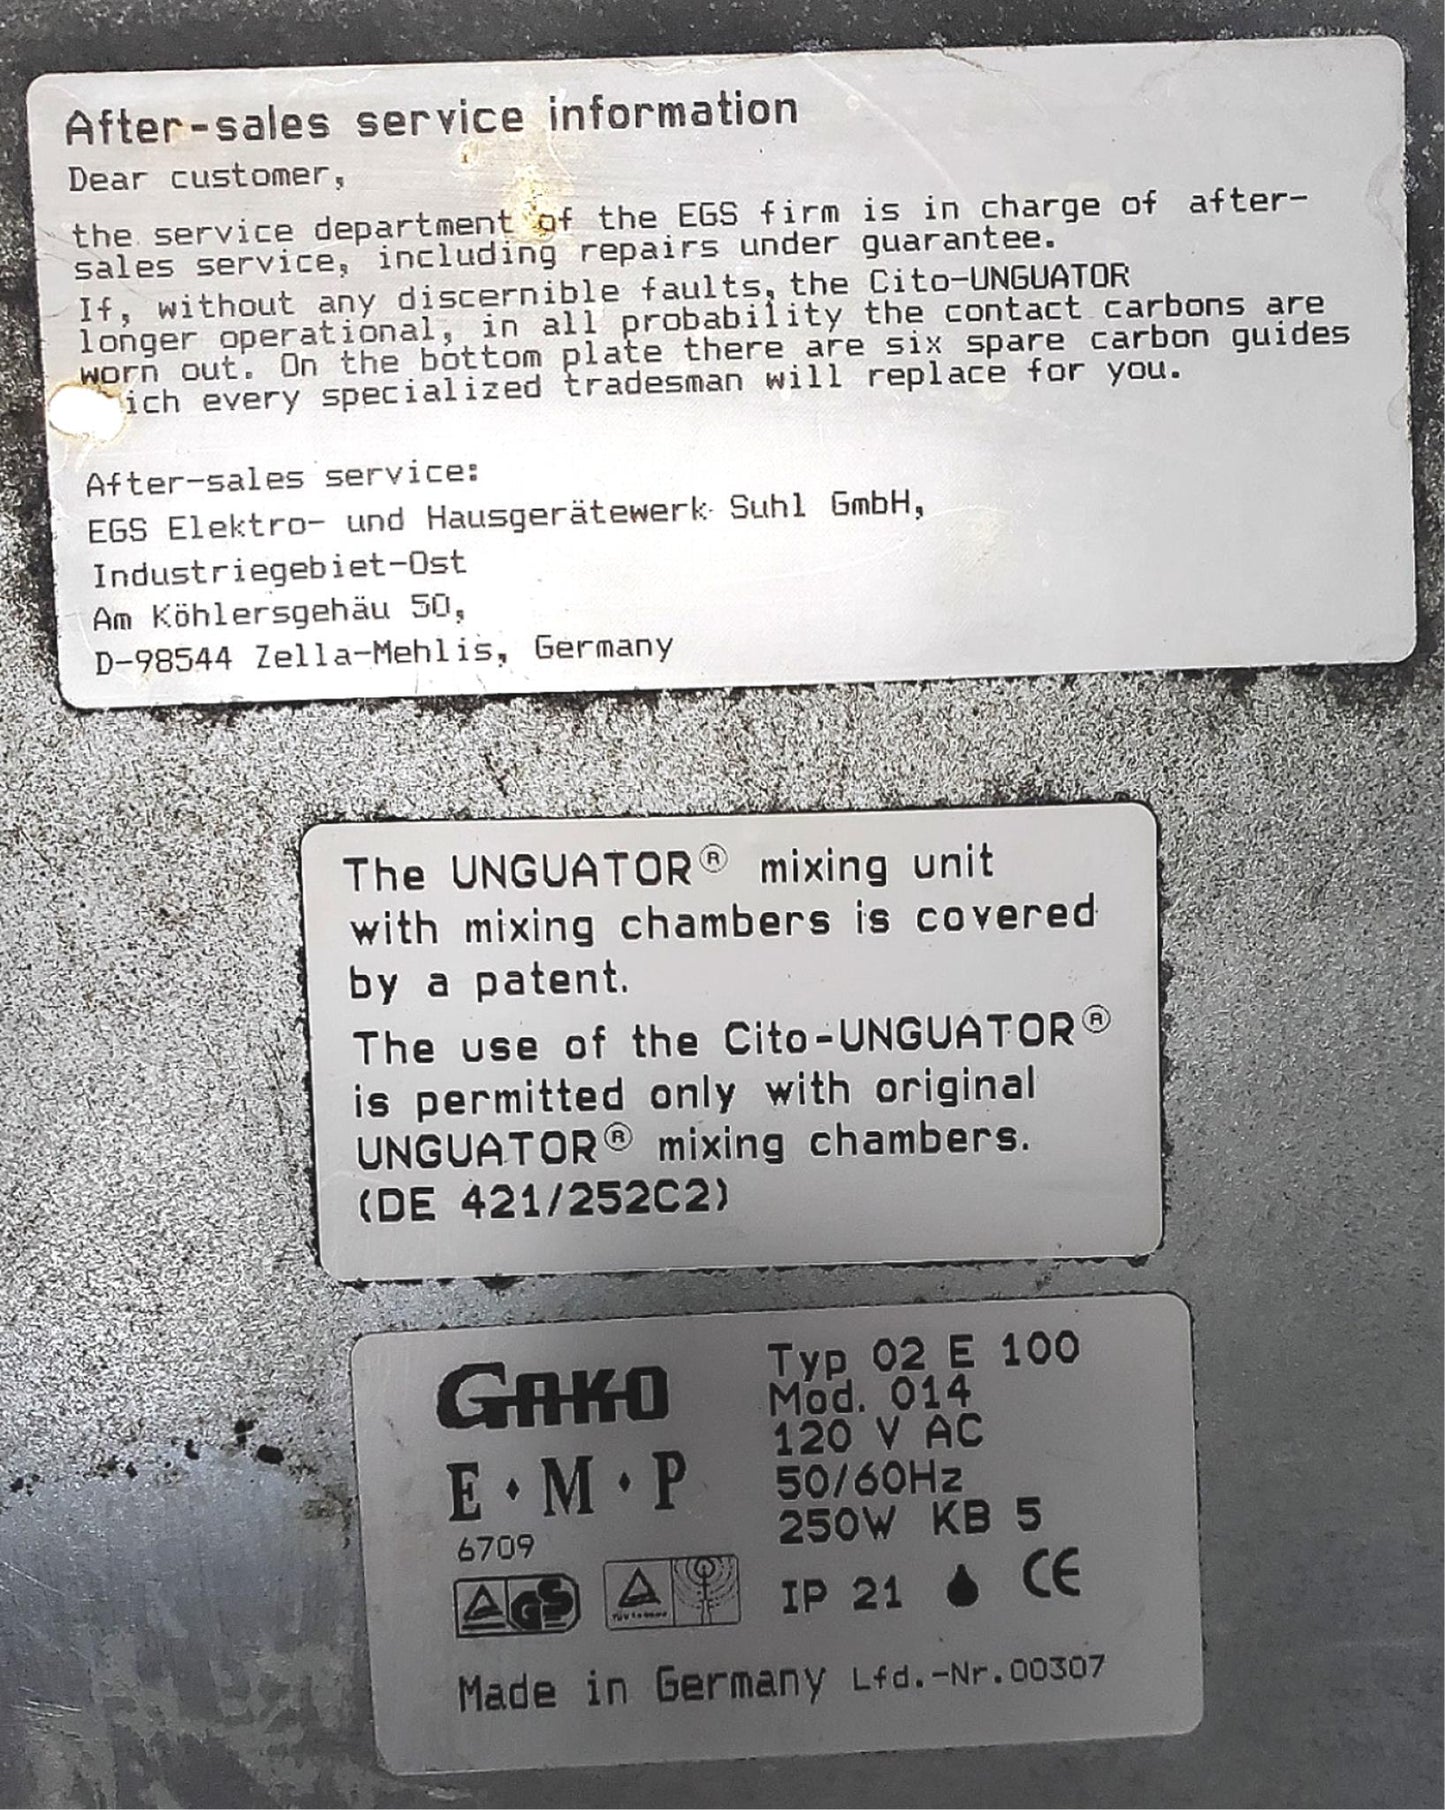 After-sales service information
Dear customer,
the service department of the EGS firm is in charge of after-
sales service, including repairs under guarantee.
If, without any discernible faults, the Cito-UNGUATOR
longer operational, in all probability the contact carbons are
worn out. On the bottom plate there are six spare carbon guides
ich every specialized tradesman will replace for you.
After-sales service:
EGS Elektro- und Hausgerätewerk Suhl GmbH,
Industriegebiet-Ost
Am Köhlersgehäu 50,
D-98544 Zella-Mehlis, Germany
The UNGUATOR® mixing unit
with mixing chambers is covered
by a patent.
The use of the Cito-UNGUATOR®
is permitted only with original
UNGUATOR® mixing chambers.
(DE 421/252C2)
GAKO
E·M·P
6709
GS
Typ 02 E 100
Mod. 014
120 V AC
50/60Hz
250W KB 5
IP 21 CE
Made in Germany Lfd.-Nr.00307